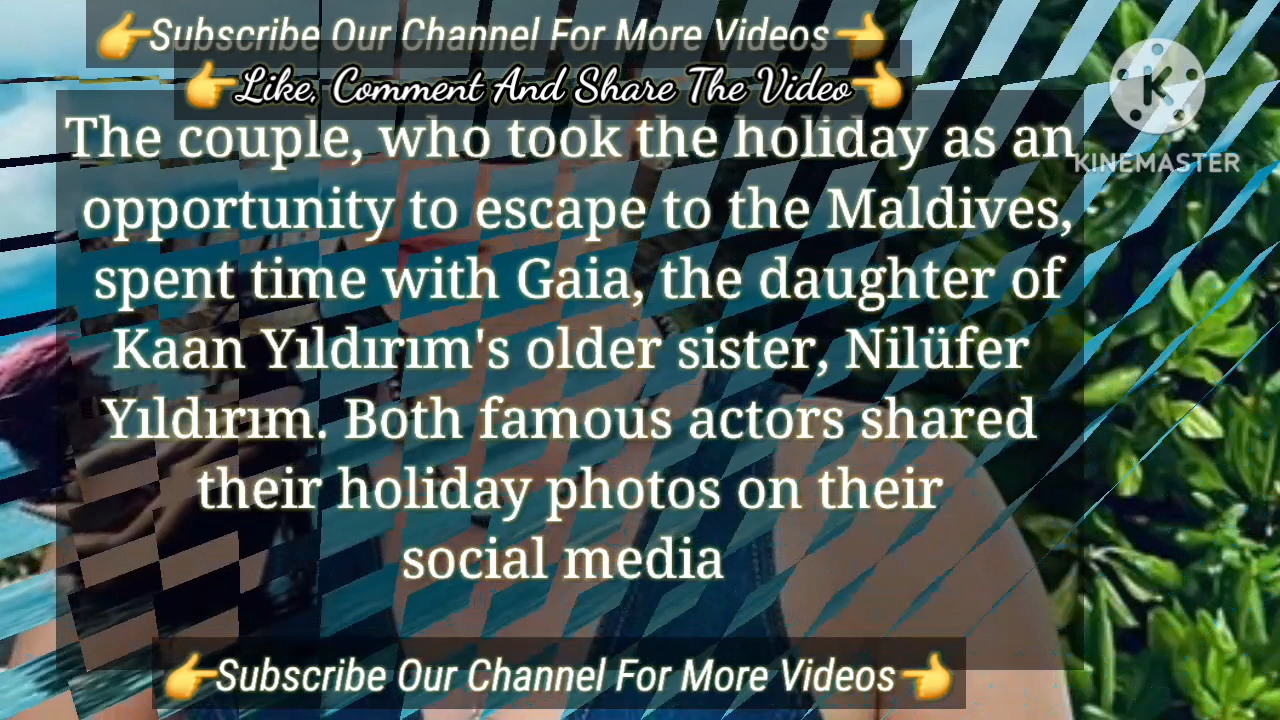 👉Subscribe Our Channel For More Videos👈
👉Like, Comment And Share The Video👈
The couple, who took the holiday as an
opportunity to escape to the Maldives,
spent time with Gaia, the daughter of
Kaan Yıldırım's older sister, Nilüfer
Yıldırım. Both famous actors shared
their holiday photos on their
social media
👉Subscribe Our Channel For More Videos👈
K
KINEMASTER